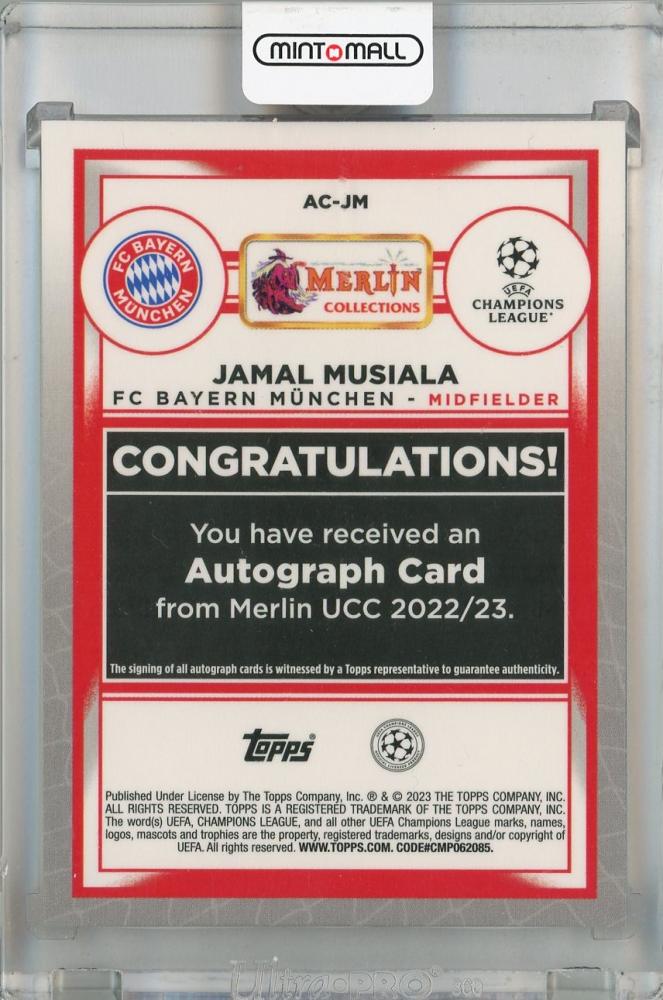 MINT MALL
AC-JM
FC BAYERN
MÜNCHEN
MERLIN
COLLECTIONS
UEFA
CHAMPIONS
LEAGUE®
JAMAL MUSIALA
FC BAYERN MÜNCHEN - MIDFIELDER
CONGRATULATIONS!
You have received an
Autograph Card
from Merlin UCC 2022/23.
The signing of all autograph cards is witnessed by a Topps representative to guarantee authenticity.
Topps®
Published Under License by The Topps Company, Inc. ® & © 2023 THE TOPPS COMPANY, INC.
ALL RIGHTS RESERVED. TOPPS IS A REGISTERED TRADEMARK OF THE TOPPS COMPANY, INC.
The word(s) UEFA, CHAMPIONS LEAGUE, and all other UEFA Champions League marks, names,
logos, mascots and trophies are the property, registered trademarks, designs and/or copyright of
UEFA. All rights reserved. WWW.TOPPS.COM. CODE#CMP062085.
Ultra•PRO®